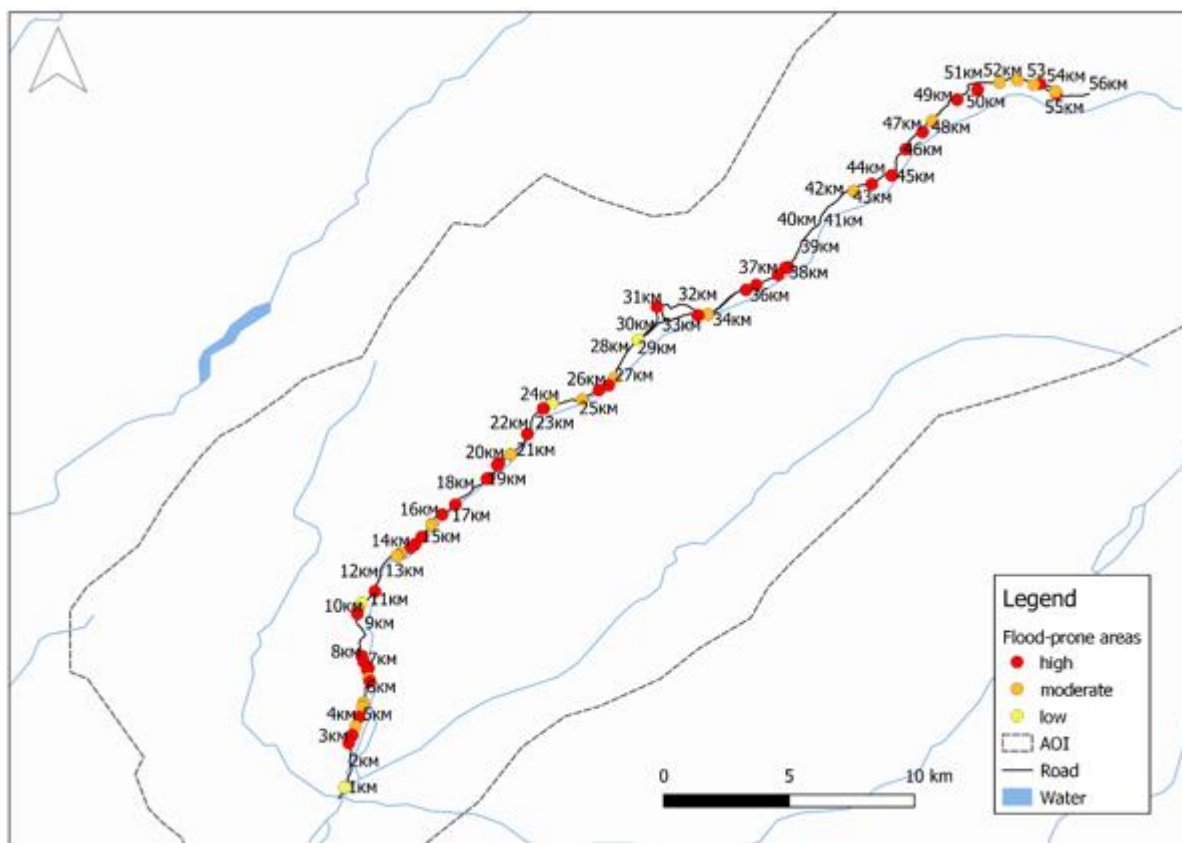 51км 52км 53 54км 56км
49км 50км 55км
47км 48км
46км
44км 45км
42км 43км
40км 41км
39км
37км 38км
36км
31км 32км
30км 33км 34км
28км 29км
26км 27км
24км 25км
22км 23км
20км 21км
18км 19км
16км 17км
14км 15км
12км 13км
10км 11км
9км
8км 7км
6км
4км 5км
3км
2км
1км
0 5 10 km
Legend
Flood-prone areas
high
moderate
low
AOI
Road
Water